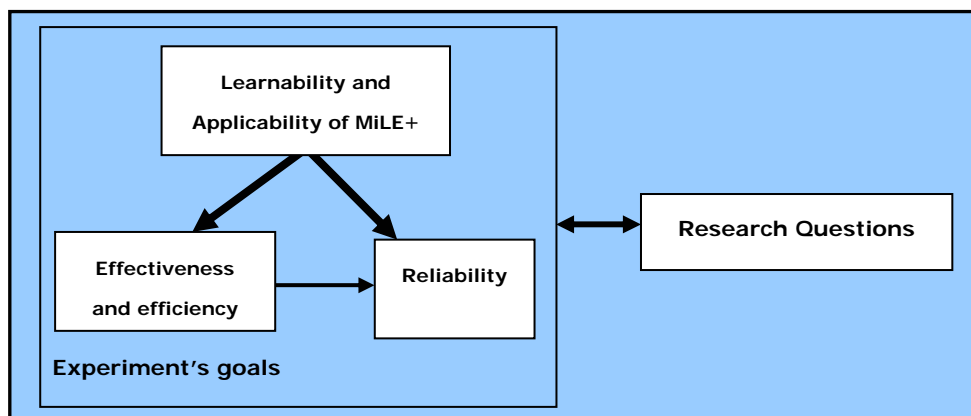 Learnability and
Applicability of MiLE+
Effectiveness
and efficiency
Reliability
Research Questions
Experiment's goals